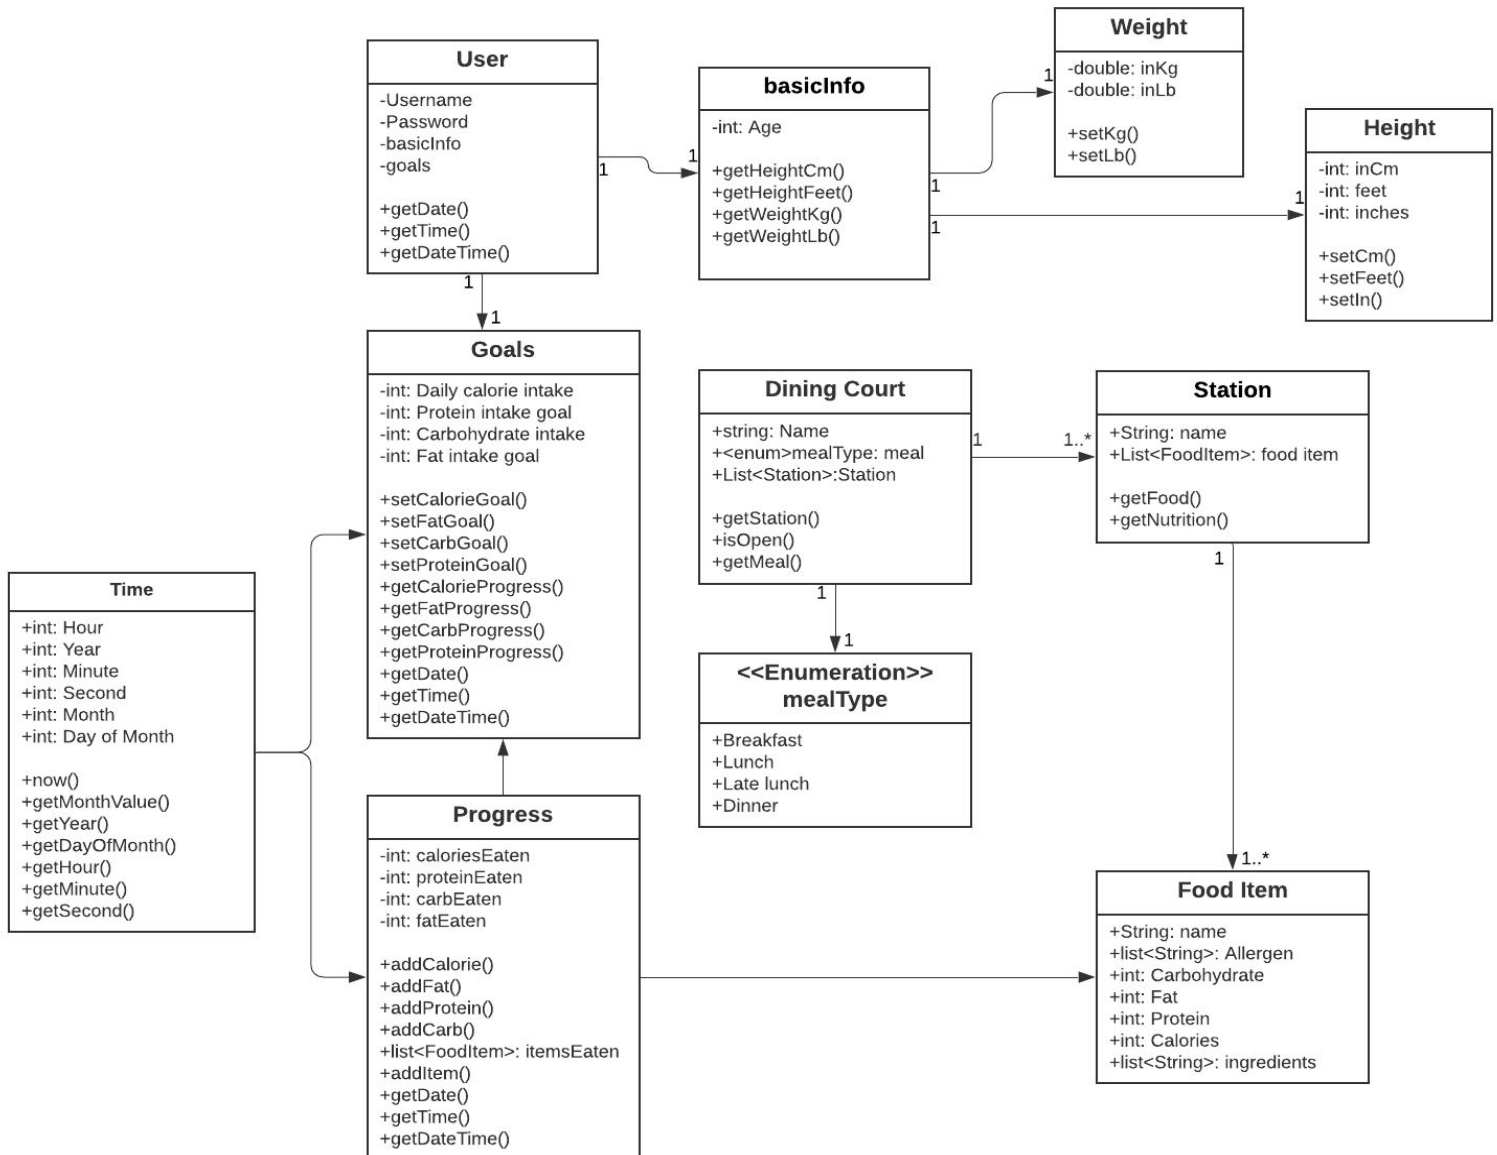 User
-Username
-Password
-basicInfo
-goals
+getDate()
+getTime()
+getDateTime()
1
1
basicInfo
-int: Age
+getHeightCm()
+getHeightFeet()
+getWeightKg()
+getWeightLb()
1
1
Weight
-double: inKg
-double: inLb
+setKg()
+setLb()
1
1
Height
-int: inCm
-int: feet
-int: inches
+setCm()
+setFeet()
+setIn()
1
1
Goals
-int: Daily calorie intake
-int: Protein intake goal
-int: Carbohydrate intake
-int: Fat intake goal
+setCalorieGoal()
+setFatGoal()
+setCarbGoal()
+setProteinGoal()
+getCalorieProgress()
+getFatProgress()
+getCarbProgress()
+getProteinProgress()
+getDate()
+getTime()
+getDateTime()
Dining Court
+string: Name
+<enum>mealType: meal
+List<Station>:Station
+getStation()
+isOpen()
+getMeal()
1
1..*
Station
+String: name
+List<FoodItem>: food item
+getFood()
+getNutrition()
1
1..*
1
1
<<Enumeration>>
mealType
+Breakfast
+Lunch
+Late lunch
+Dinner
Time
+int: Hour
+int: Year
+int: Minute
+int: Second
+int: Month
+int: Day of Month
+now()
+getMonthValue()
+getYear()
+getDayOfMonth()
+getHour()
+getMinute()
+getSecond()
Progress
-int: caloriesEaten
-int: proteinEaten
-int: carbEaten
-int: fatEaten
+addCalorie()
+addFat()
+addProtein()
+addCarb()
+list<FoodItem>: itemsEaten
+addItem()
+getDate()
+getTime()
+getDateTime()
Food Item
+String: name
+list<String>: Allergen
+int: Carbohydrate
+int: Fat
+int: Protein
+int: Calories
+list<String>: ingredients